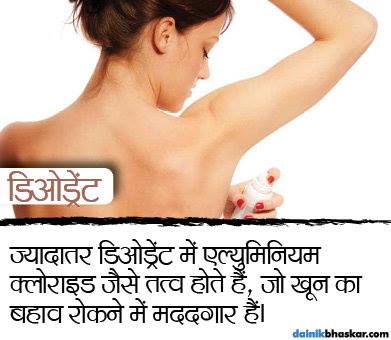 डिओड्रेंट
ज्यादातर डिओड्रेंट में एल्युमिनियम
क्लोराइड जैसे तत्व होते हैं, जो खून का
बहाव रोकने में मददगार हैं।
dainikbhaskar.com